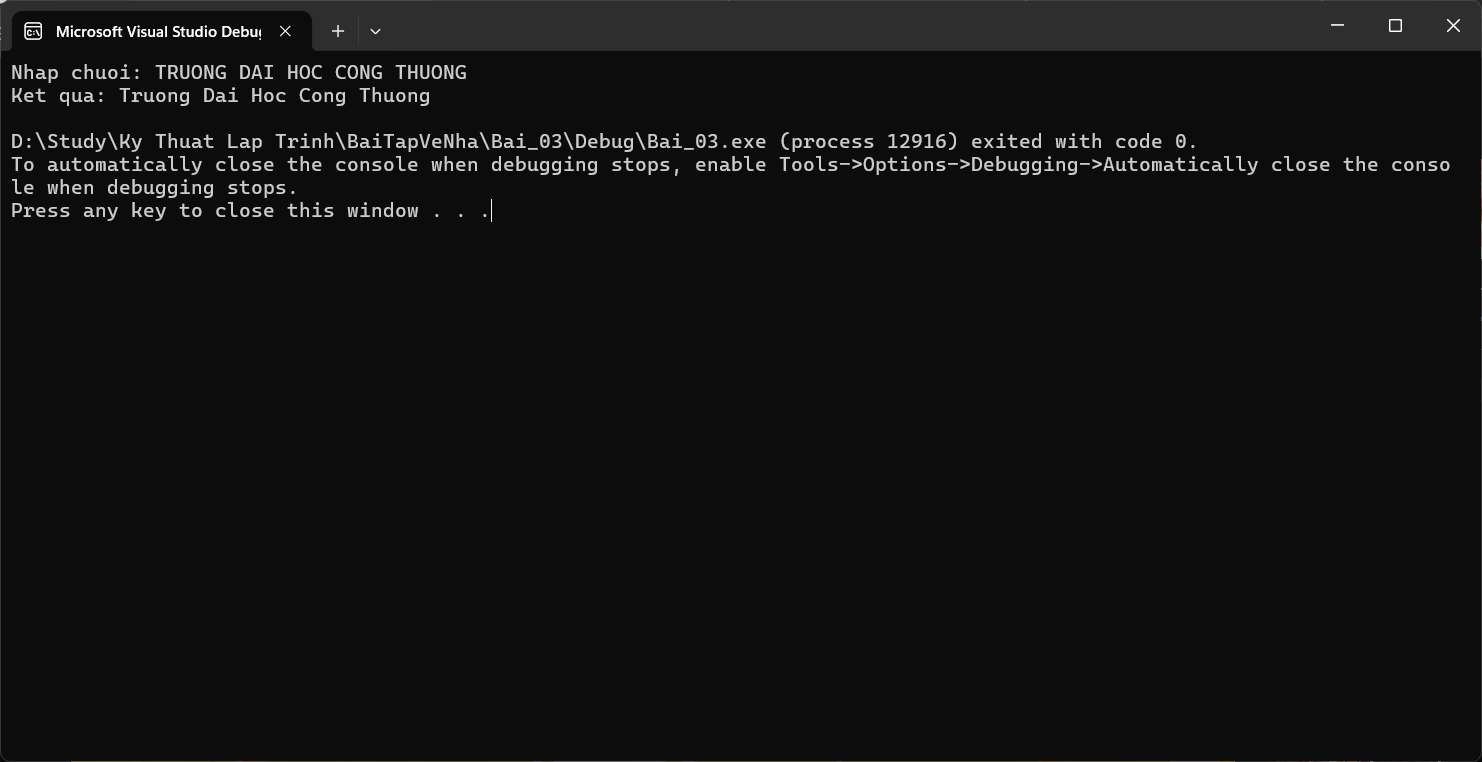 Microsoft Visual Studio Debug
Nhap chuoi: TRUONG DAI HOC CONG THUONG
Ket qua: Truong Dai Hoc Cong Thuong
D:\Study\Ky Thuat Lap Trinh\BaiTapVeNha\Bai_03\Debug\Bai_03.exe (process 12916) exited with code 0.
To automatically close the console when debugging stops, enable Tools->Options->Debugging->Automatically close the conso
le when debugging stops.
Press any key to close this window . . .